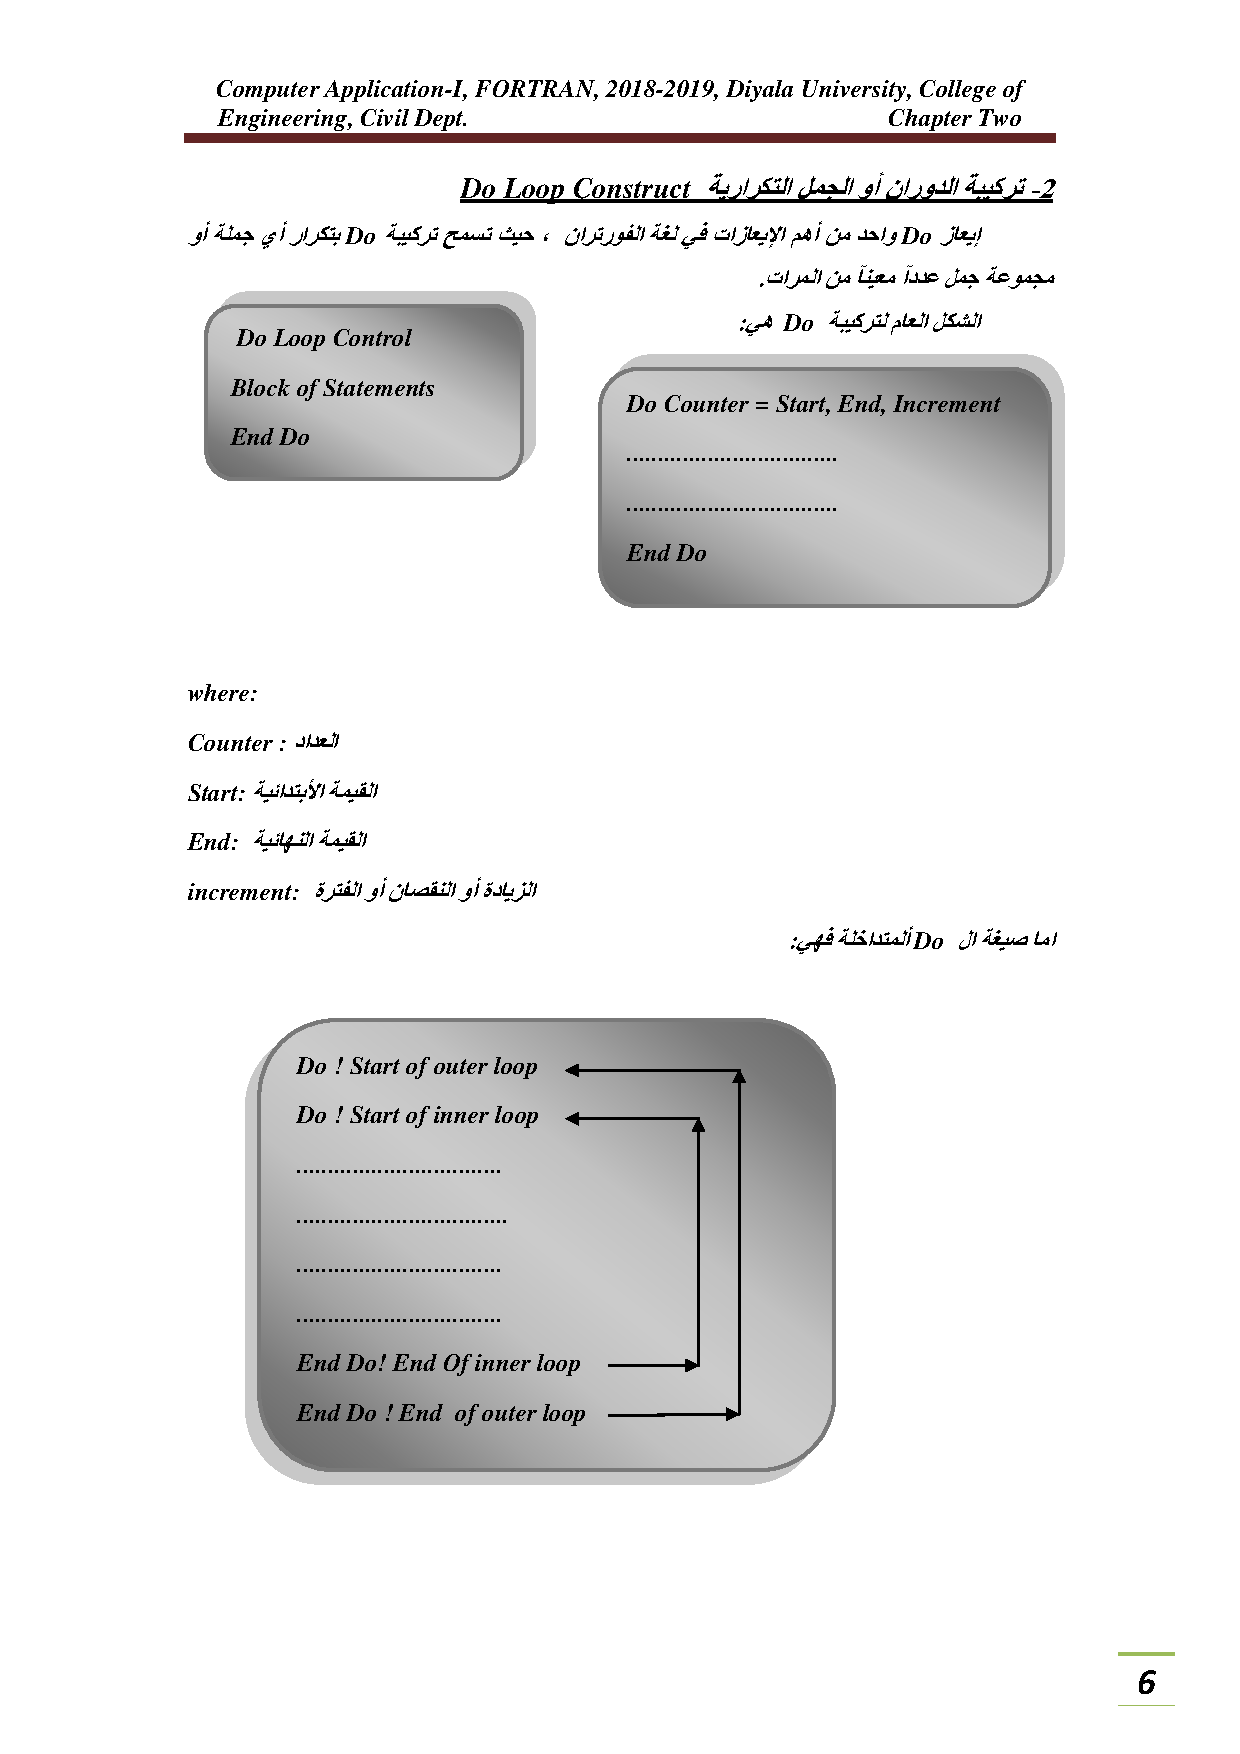 Computer Application-I, FORTRAN, 2018-2019, Diyala University, College of
Engineering, Civil Dept. Chapter Two
2- تركيبة الدوران أو الجمل التكرارية Do Loop Construct
إيعاز Do واحد من أهم الإيعازات في لغة الفورتران ، حيث تسمح تركيبة Do بتكرار أي جملة أو
مجموعة جمل عدداً معيناً من المرات.
الشكل العام لتركيبة Do هي:
Do Loop Control
Block of Statements
End Do
Do Counter = Start, End, Increment
..................................
..................................
End Do
where:
Counter : العداد
Start: القيمة الأبتدائية
End: القيمة النهائية
increment: الزيادة أو النقصان أو الفترة
اما صيغة ال Do ألمتداخلة فهي:
Do ! Start of outer loop
Do ! Start of inner loop
.................................
..................................
.................................
.................................
End Do! End Of inner loop
End Do ! End of outer loop
6